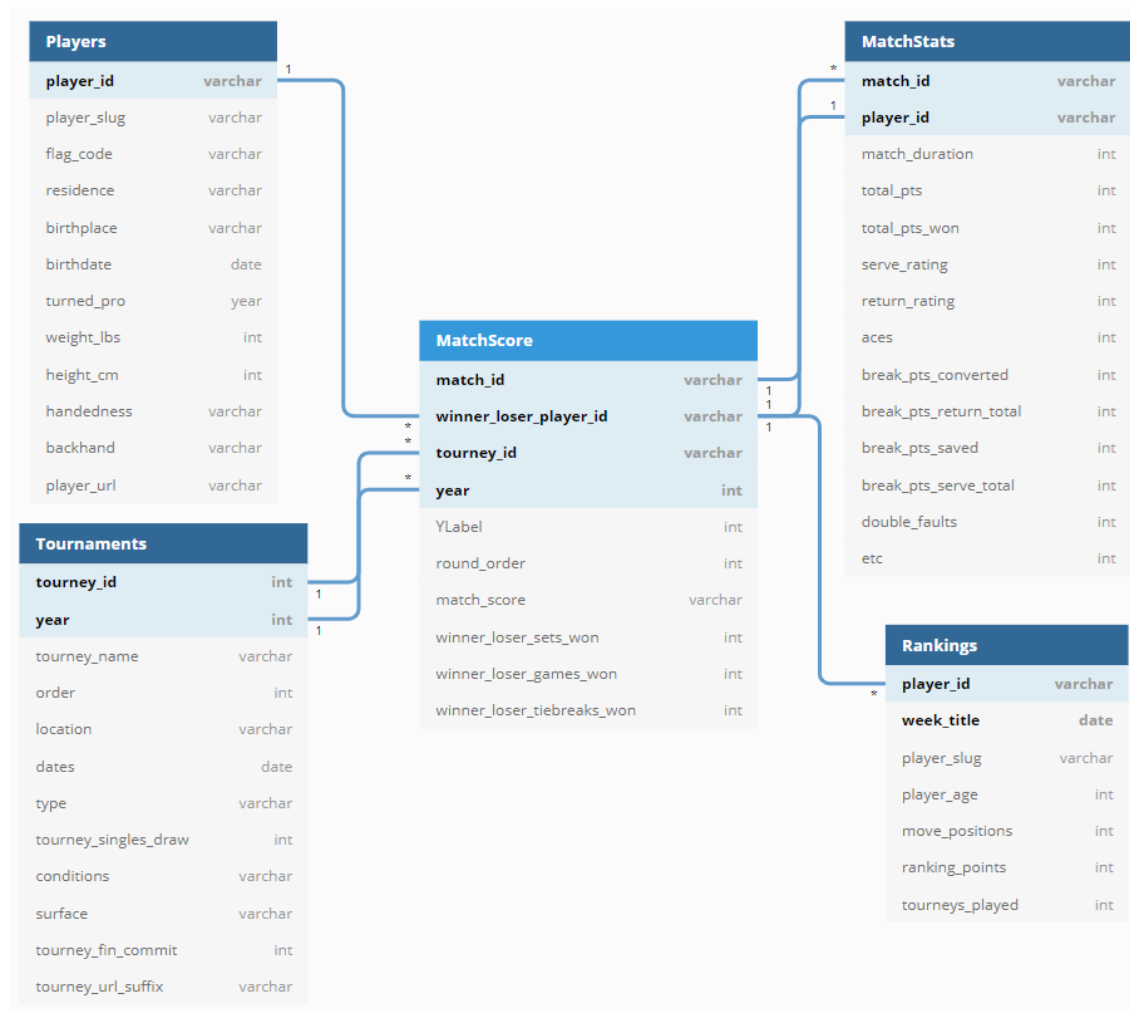 Players
player_id varchar
player_slug varchar
flag_code varchar
residence varchar
birthplace varchar
birthdate date
turned_pro year
weight_lbs int
height_cm int
handedness varchar
backhand varchar
player_url varchar
1
Tournaments
tourney_id int
year int
tourney_name varchar
order int
location varchar
dates date
type varchar
tourney_singles_draw int
conditions varchar
surface varchar
tourney_fin_commit int
tourney_url_suffix varchar
1
1
MatchScore
match_id varchar
winner_loser_player_id varchar
tourney_id varchar
year int
YLabel int
round_order int
match_score varchar
winner_loser_sets_won int
winner_loser_games_won int
winner_loser_tiebreaks_won int
*
*
*
1
1
1
MatchStats
match_id varchar
player_id varchar
match_duration int
total_pts int
total_pts_won int
serve_rating int
return_rating int
aces int
break_pts_converted int
break_pts_return_total int
break_pts_saved int
break_pts_serve_total int
double_faults int
etc int
*
1
Rankings
player_id varchar
week_title date
player_slug varchar
player_age int
move_positions int
ranking_points int
tourneys_played int
*